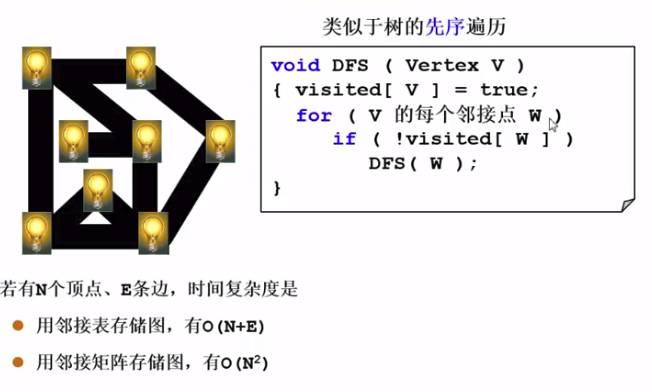 类似于树的先序遍历
void DFS ( Vertex V )
{ visited[ V ] = true;
for ( V 的每个邻接点 W )
if ( !visited[ W ] )
DFS( W );
}
若有N个顶点、E条边，时间复杂度是
用邻接表存储图，有O(N+E)
用邻接矩阵存储图，有O(N²)